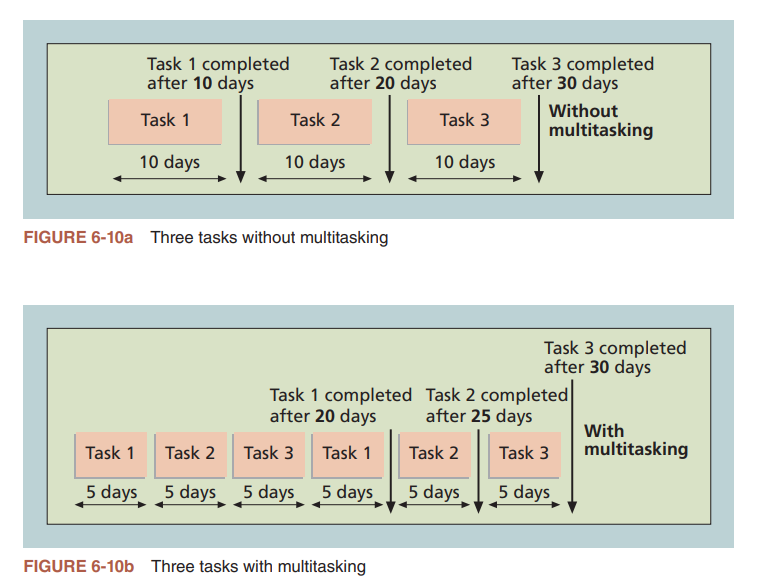 Task 1 completed
after 10 days
Task 2 completed
after 20 days
Task 3 completed
after 30 days
Task 1
Task 2
Task 3
Without
multitasking
10 days
10 days
10 days
FIGURE 6-10a Three tasks without multitasking
Task 3 completed
after 30 days
Task 1 completed
after 20 days
Task 2 completed
after 25 days
With
multitasking
Task 1
Task 2
Task 3
Task 1
Task 2
Task 3
5 days
5 days
5 days
5 days
5 days
5 days
FIGURE 6-10b Three tasks with multitasking